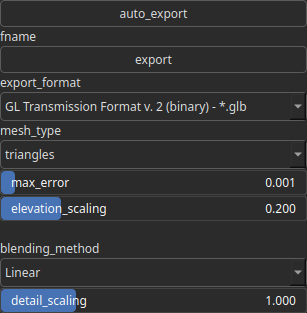 auto_export
fname
export
export_format
GL Transmission Format v. 2 (binary) - *.glb
mesh_type
triangles
max_error 0.001
elevation_scaling 0.200
blending_method
Linear
detail_scaling 1.000